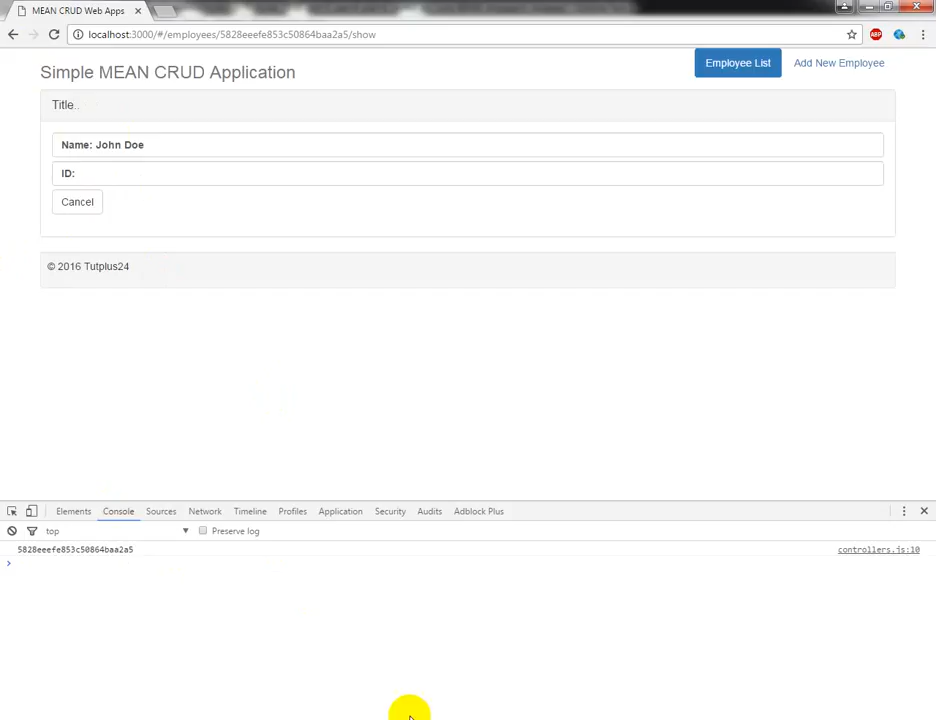 MEAN CRUD Web Apps
localhost:3000/#/employees/5828eeefe853c50864baa2a5/show
ABP
Simple MEAN CRUD Application
Employee List
Add New Employee
Title..
Name: John Doe
ID:
Cancel
© 2016 Tutplus24
Elements
Console
Sources
Network
Timeline
Profiles
Application
Security
Audits
Adblock Plus
top
Preserve log
5828eeefe853c50864baa2a5
controllers.js:10